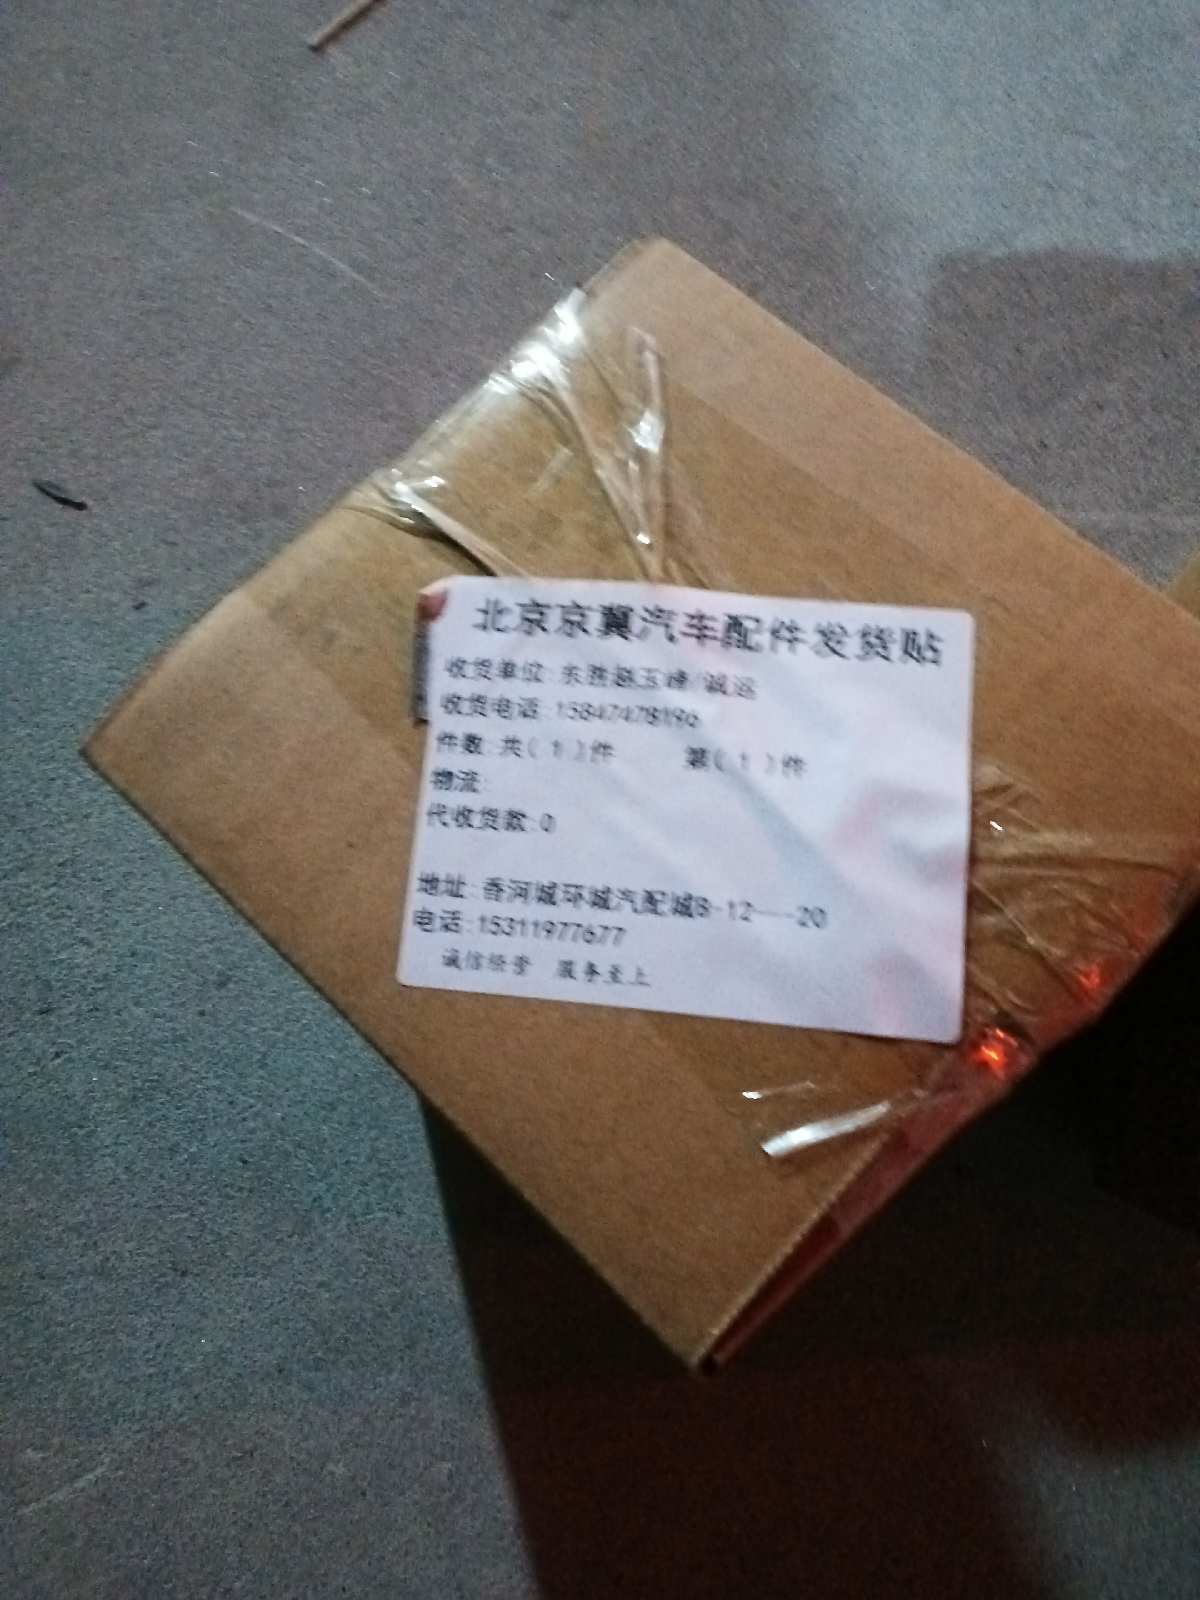 北京京冀汽车配件发货贴
收货单位:东胜赵玉峰/诚远
收货电话:15847478196
件数:共( 1 )件 第( 1 )件
物流:
代收货款:0
地址:香河城环城汽配城B-12---20
电话:15311977677
诚信经营 服务至上